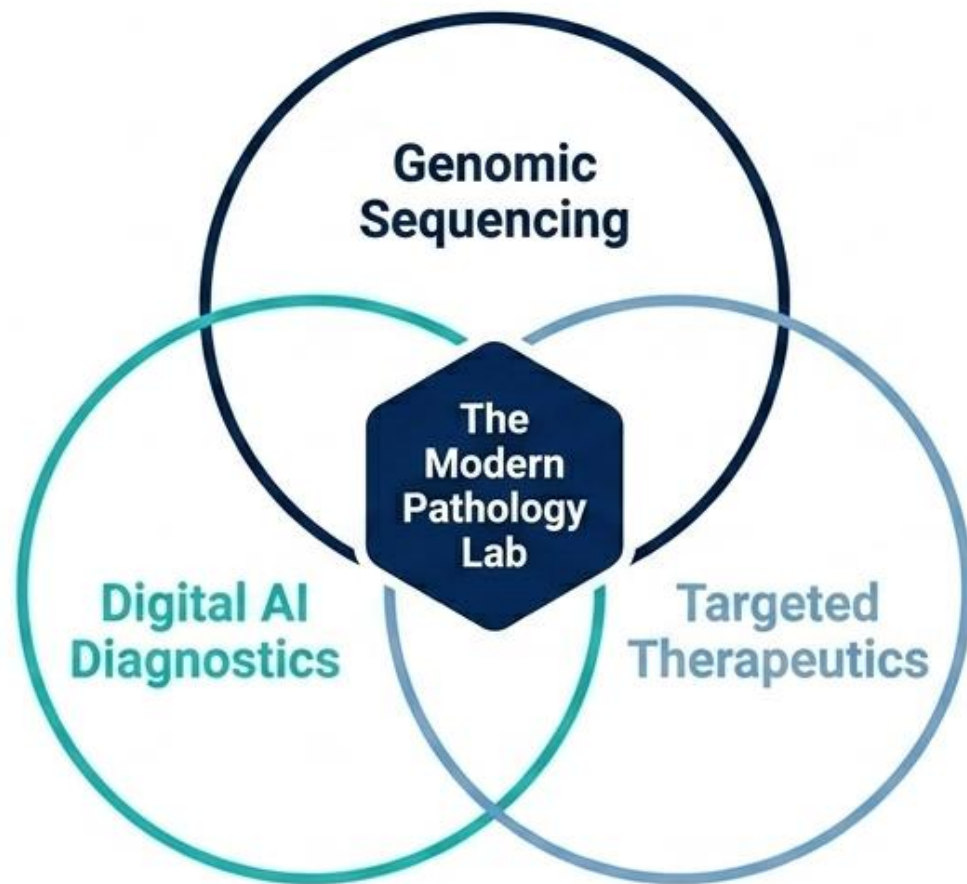 Genomic
Sequencing
The
Modern
Pathology
Lab
Digital AI
Diagnostics
Targeted
Therapeutics